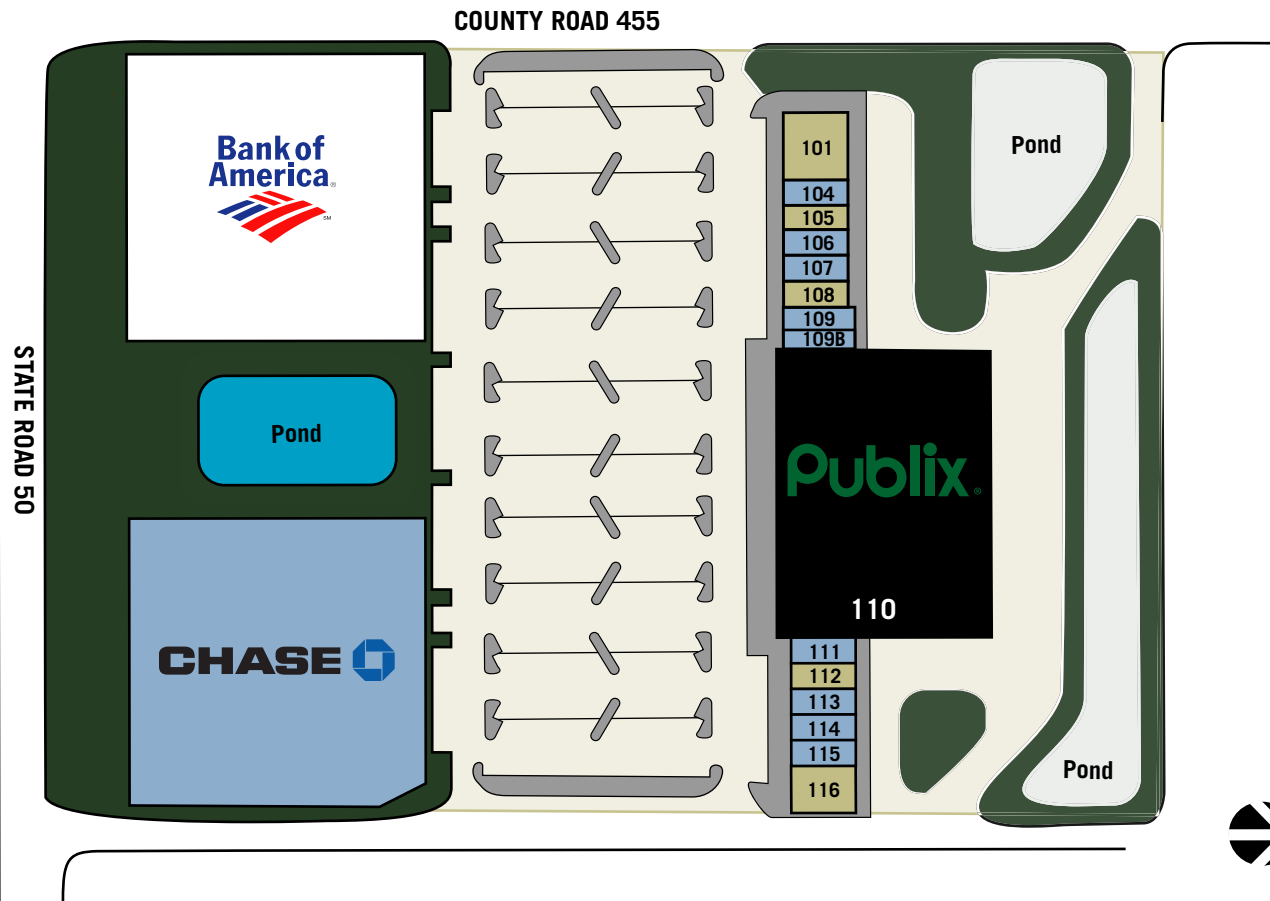 COUNTY ROAD 455
Bank of
America®
SM
Pond
101
104
105
106
107
108
109
109B
STATE ROAD 50
Pond
Publix®
110
CHASE
111
112
113
114
115
116
Pond